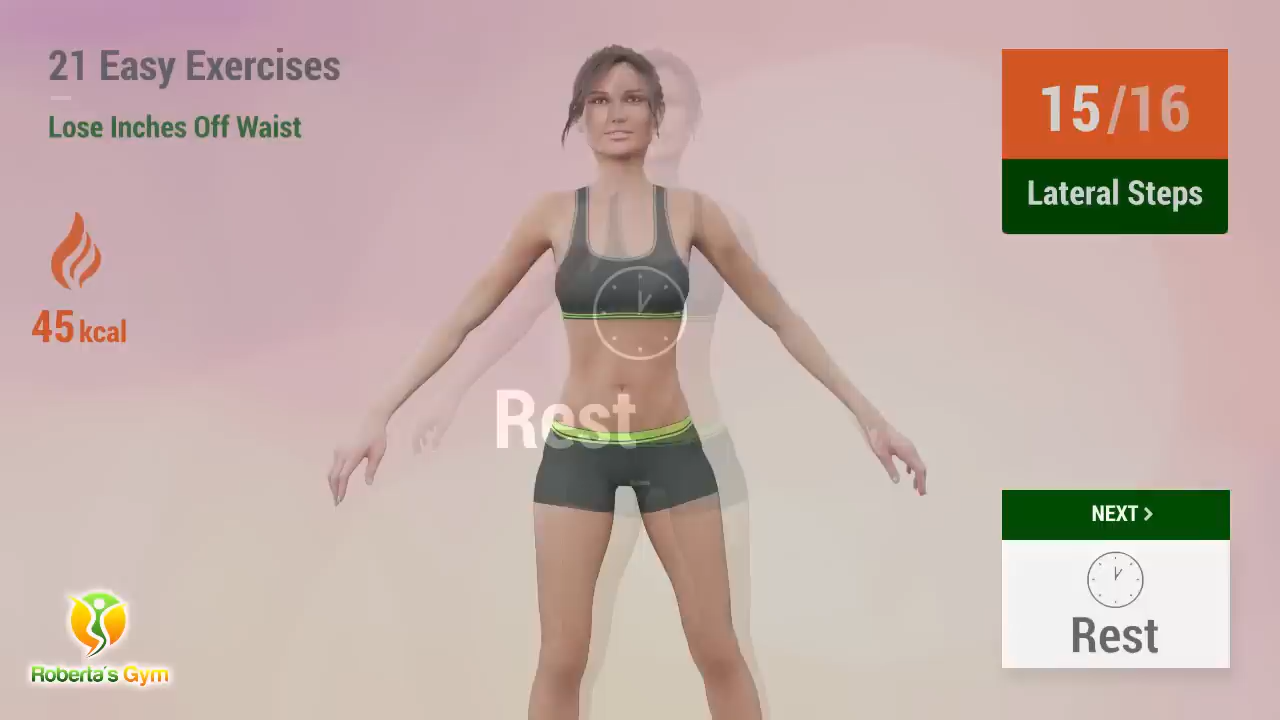 21 Easy Exercises
Lose Inches Off Waist
45 kcal
Rest
15/16
Lateral Steps
NEXT >
Rest
Roberta´s Gym